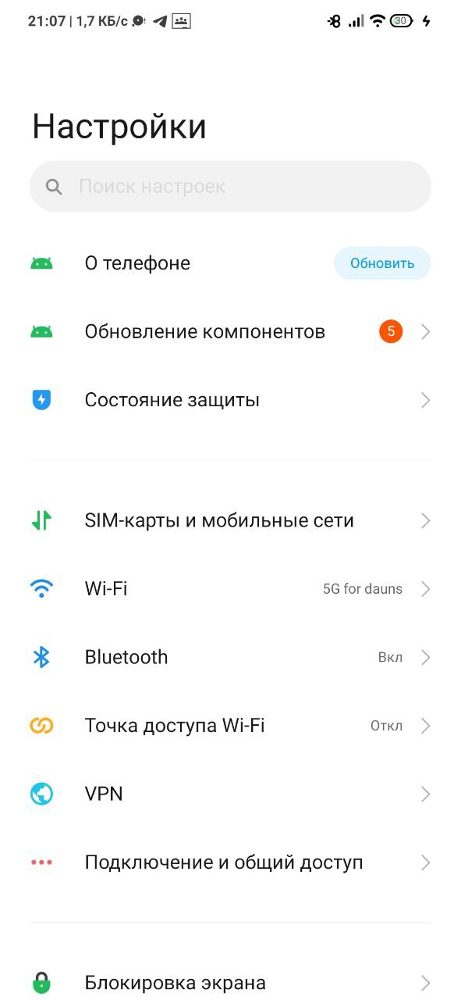 21:07 | 1,7 КБ/с 30
Настройки
Поиск настроек
О телефоне Обновить
Обновление компонентов 5
Состояние защиты
SIM-карты и мобильные сети
Wi-Fi 5G for dauns
Bluetooth Вкл
Точка доступа Wi-Fi Откл
VPN
Подключение и общий доступ
Блокировка экрана